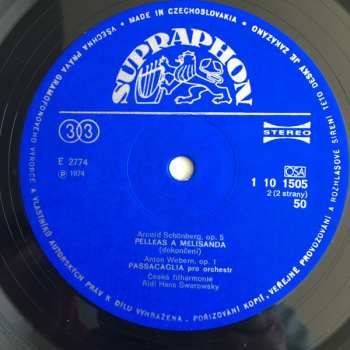 SUPRAPHON
33
STEREO
E 2774
℗ 1974
OSA
1 10 1505
2 (2 strany)
50
Arnold Schönberg, op. 5
PELLEAS A MELISANDA
(dokončení)
Anton Webern, op. 1
PASSACAGLIA pro orchestr
Česká filharmonie
Řídí Hans Swarowsky
• MADE IN CZECHOSLOVAKIA •
VŠECHNA PRÁVA GRAMOFONOVÉHO VÝROBCE A VLASTNÍKŮ AUTORSKÝCH PRÁV K DÍLU VYHRAŽENA. POŘIZOVÁNÍ KOPIÍ, VEŘEJNÉ PROVOZOVÁNÍ A ROZHLASOVÉ ŠÍŘENÍ TÉTO DESKY JE ZAKÁZÁNO